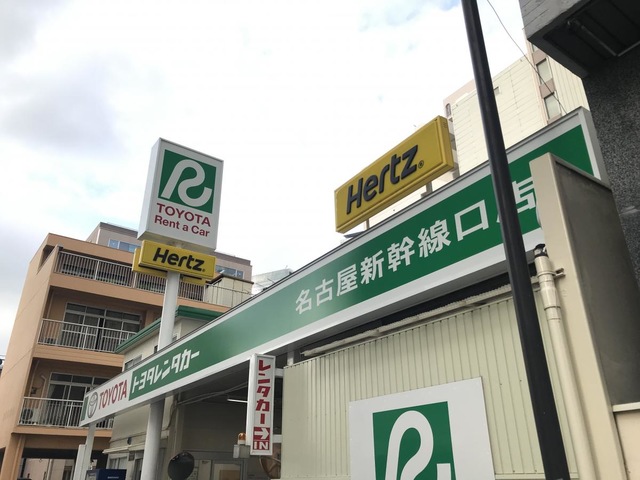 TOYOTA
Rent a Car
Hertz
Hertz
TOYOTA トヨタレンタカー 名古屋新幹線口店
レンタカー
IN